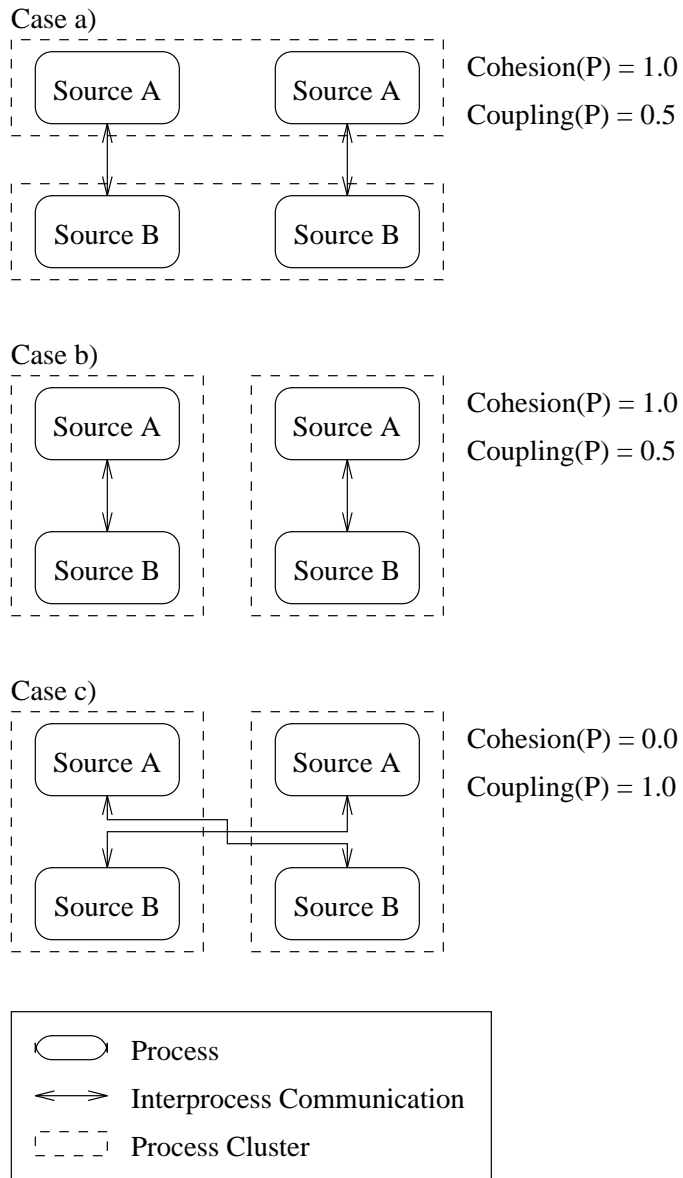 Case a)
Source A Source A Cohesion(P) = 1.0
Coupling(P) = 0.5
Source B Source B
Case b)
Source A Source A Cohesion(P) = 1.0
Coupling(P) = 0.5
Source B Source B
Case c)
Source A Source A Cohesion(P) = 0.0
Coupling(P) = 1.0
Source B Source B
Process
Interprocess Communication
Process Cluster